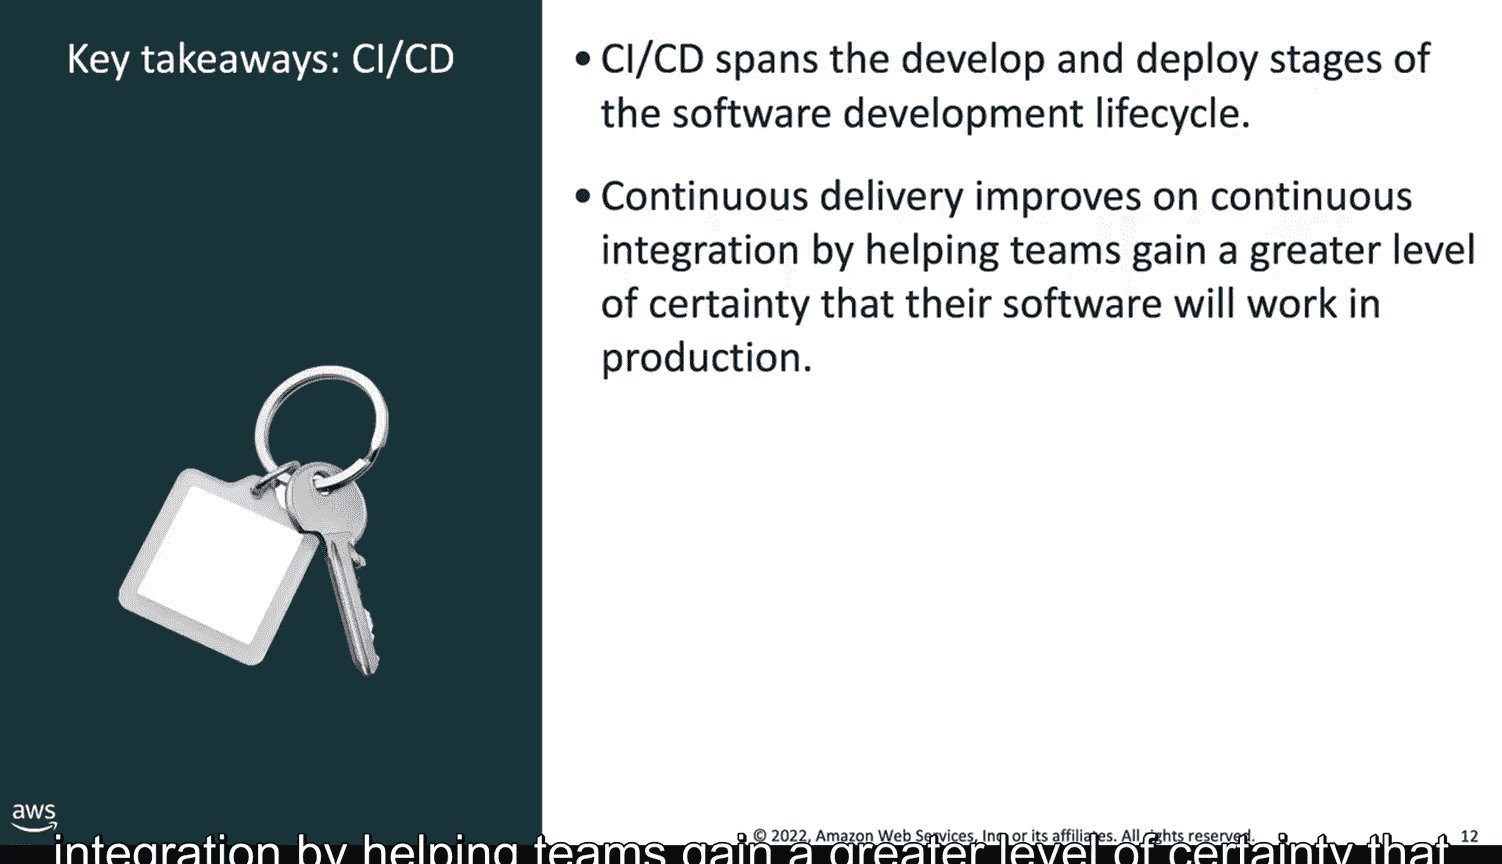 Key takeaways: CI/CD
• CI/CD spans the develop and deploy stages of
the software development lifecycle.
• Continuous delivery improves on continuous
integration by helping teams gain a greater level
of certainty that their software will work in
production.
aws
© 2022, Amazon Web Services, Inc. or its affiliates. All rights reserved.
12
integration by helping teams gain a greater level of certainty that